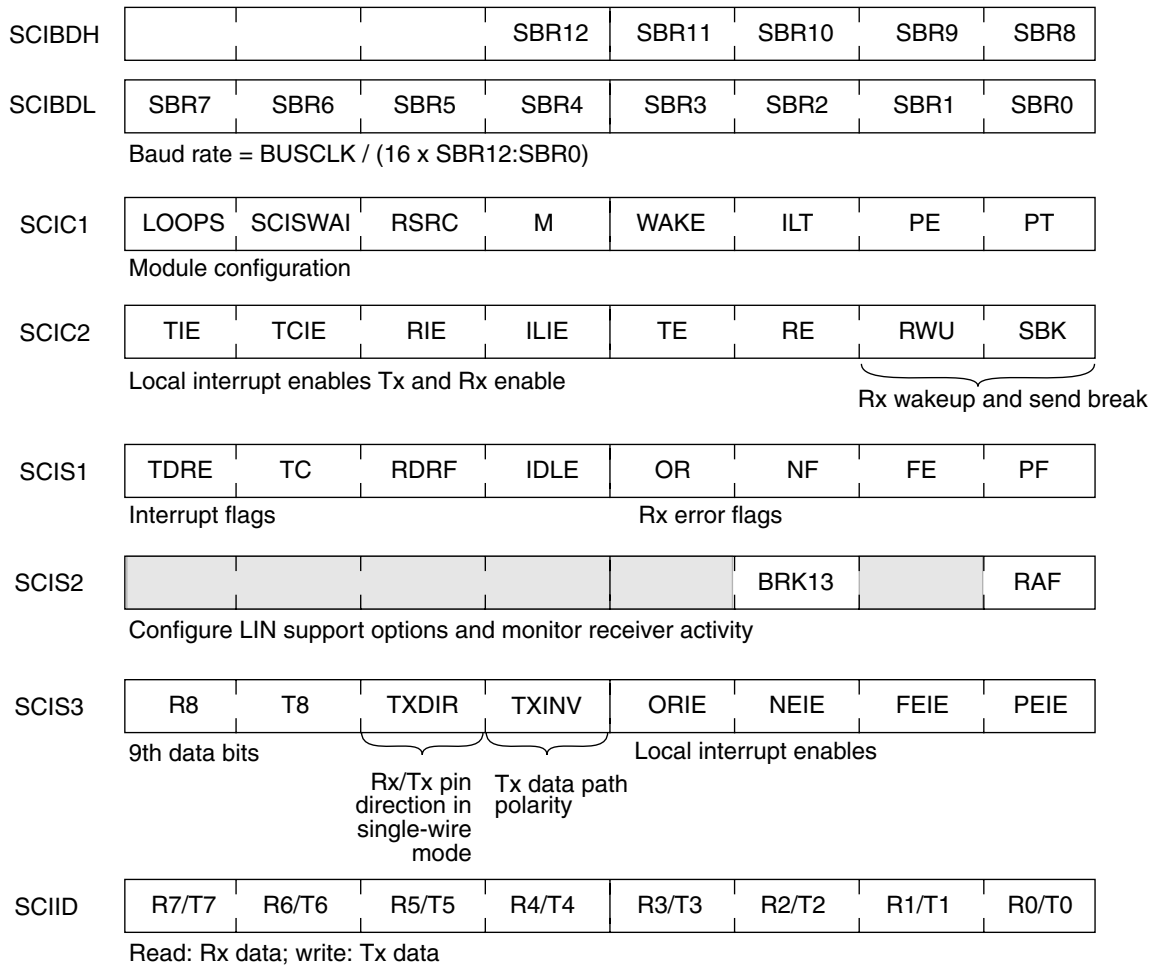 SCIBDH SBR12 SBR11 SBR10 SBR9 SBR8
SCIBDL SBR7 SBR6 SBR5 SBR4 SBR3 SBR2 SBR1 SBR0
Baud rate = BUSCLK / (16 x SBR12:SBR0)
SCIC1 LOOPS SCISWAI RSRC M WAKE ILT PE PT
Module configuration
SCIC2 TIE TCIE RIE ILIE TE RE RWU SBK
Local interrupt enables Tx and Rx enable
Rx wakeup and send break
SCIS1 TDRE TC RDRF IDLE OR NF FE PF
Interrupt flags Rx error flags
SCIS2 BRK13 RAF
Configure LIN support options and monitor receiver activity
SCIS3 R8 T8 TXDIR TXINV ORIE NEIE FEIE PEIE
9th data bits Local interrupt enables
Rx/Tx pin
direction in
single-wire
mode
Tx data path
polarity
SCIID R7/T7 R6/T6 R5/T5 R4/T4 R3/T3 R2/T2 R1/T1 R0/T0
Read: Rx data; write: Tx data